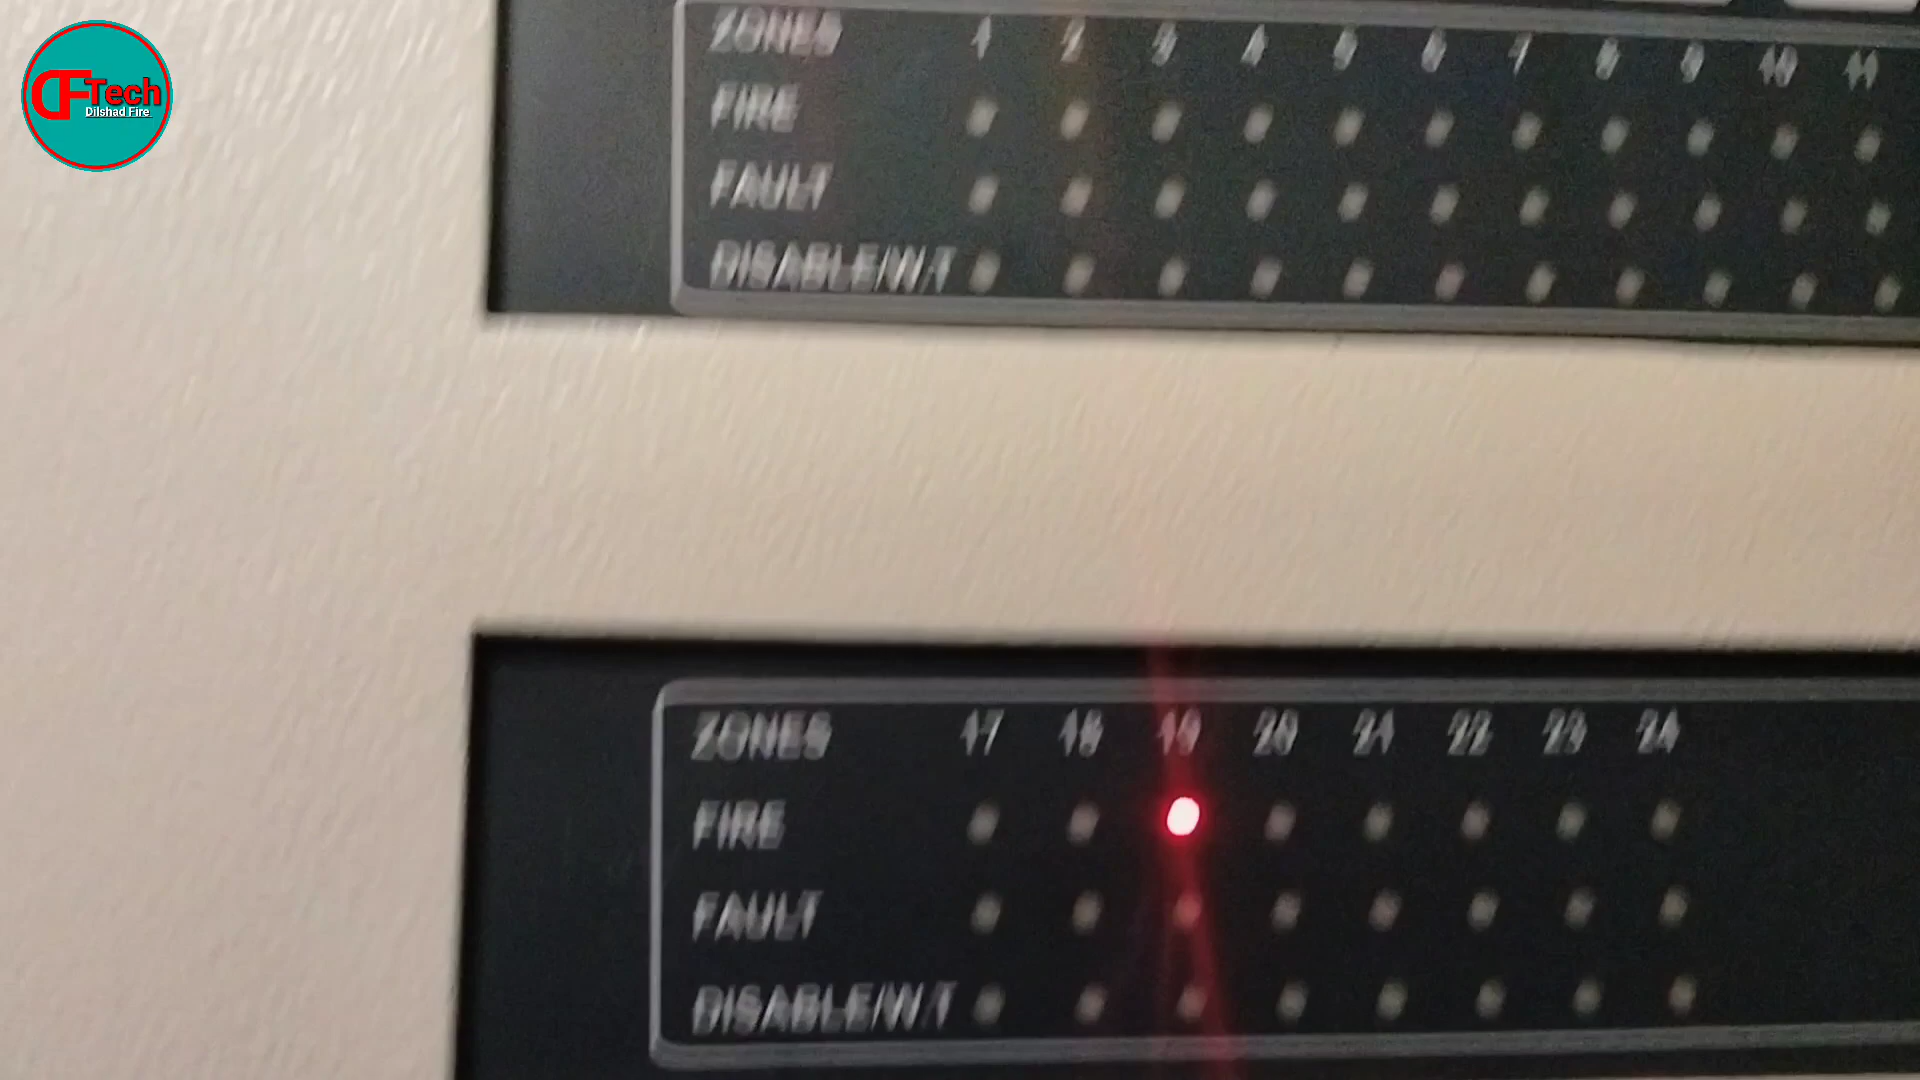 DFTech
Dilshad Fire
ZONES 1 2 3 4 5 6 7 8 9 10 11
FIRE
FAULT
DISABLE/W/T
ZONES 17 18 19 20 21 22 23 24
FIRE
FAULT
DISABLE/W/T